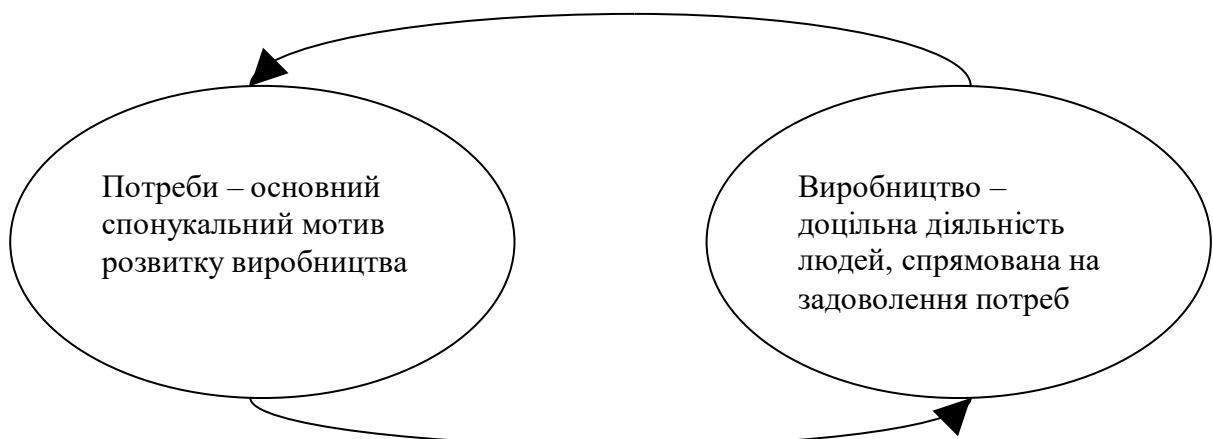 Потреби – основний
спонукальний мотив
розвитку виробництва
Виробництво –
доцільна діяльність
людей, спрямована на
задоволення потреб